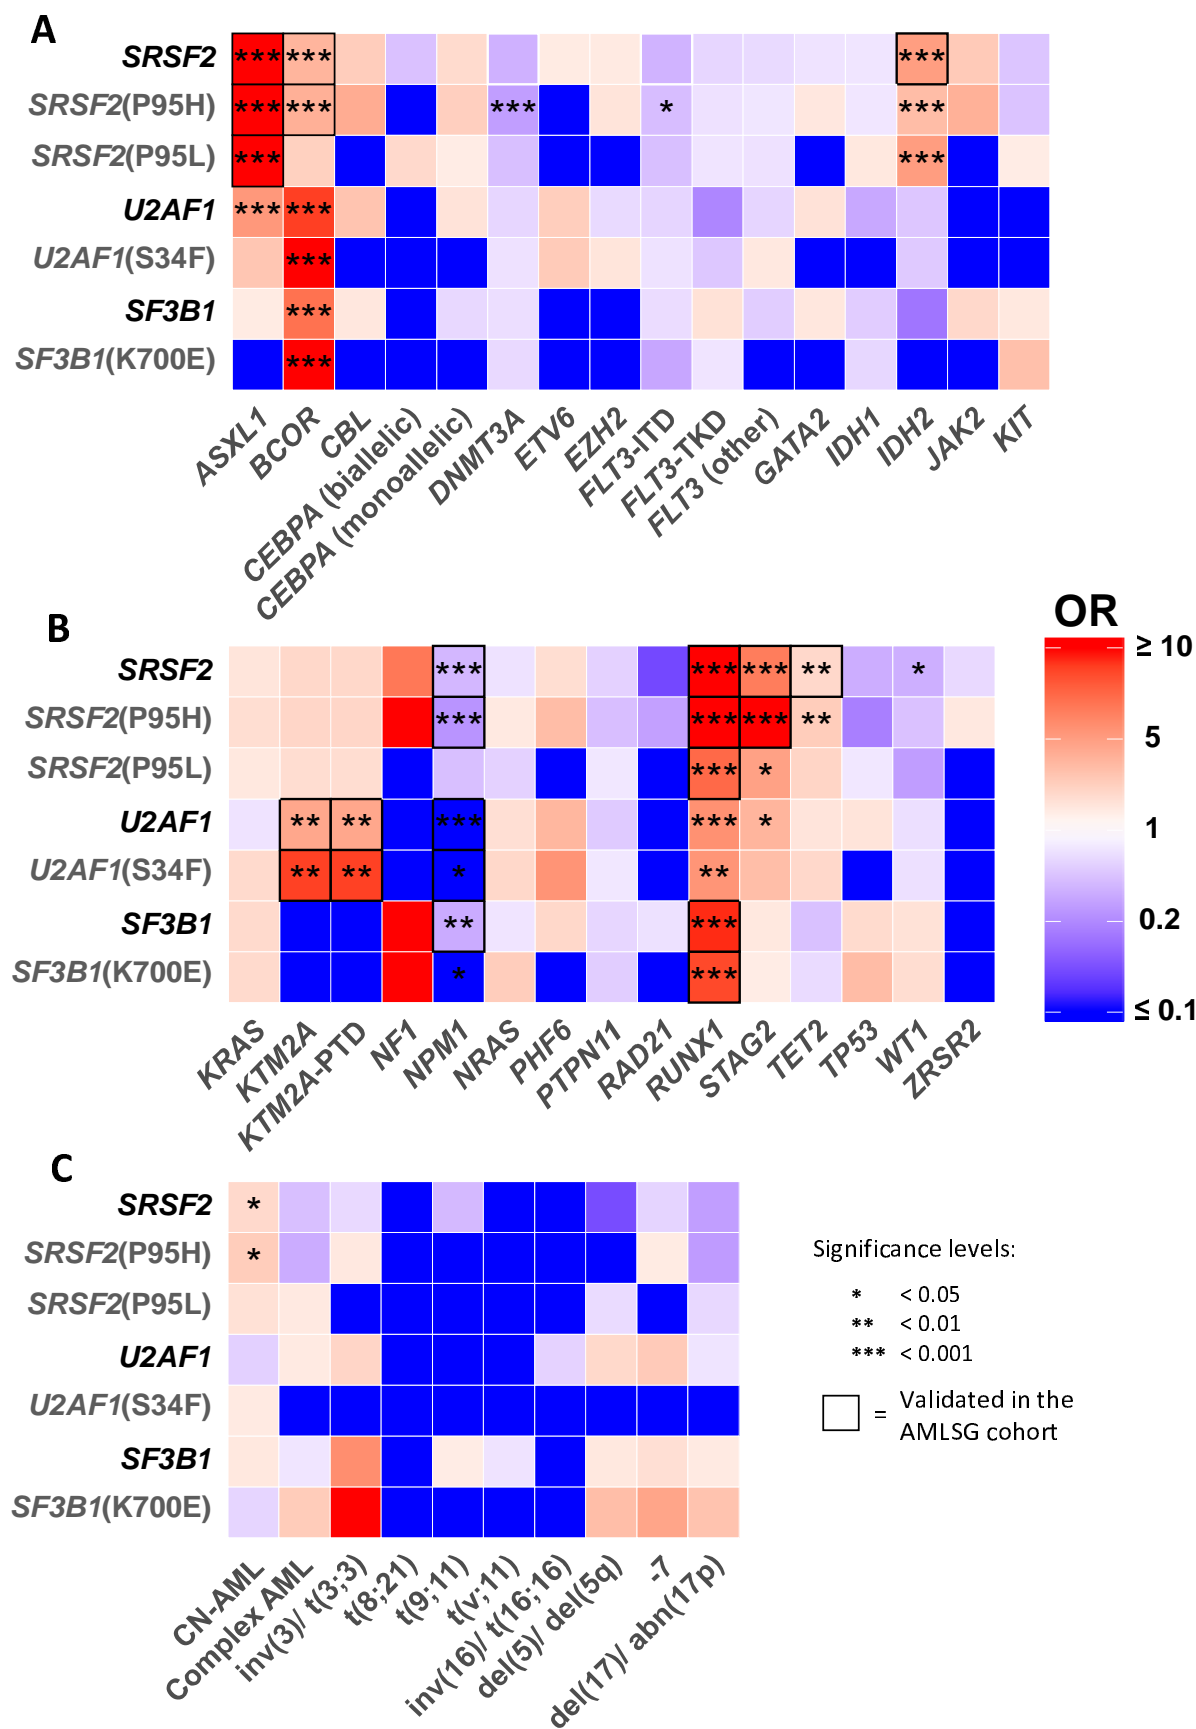 A
SRSF2 *** *** ***
SRSF2(P95H) *** *** *** * ***
SRSF2(P95L) *** ***
U2AF1 *** ***
U2AF1(S34F) ***
SF3B1 ***
SF3B1(K700E) ***
ASXL1 BCOR CBL CEBPA (biallelic) CEBPA (monoallelic) DNMT3A ETV6 EZH2 FLT3-ITD FLT3-TKD FLT3 (other) GATA2 IDH1 IDH2 JAK2 KIT
B
SRSF2 *** *** *** ** *
SRSF2(P95H) *** *** *** **
SRSF2(P95L) *** *
U2AF1 ** ** *** *** *
U2AF1(S34F) ** ** * **
SF3B1 ** ***
SF3B1(K700E) * ***
KRAS KTM2A KTM2A-PTD NF1 NPM1 NRAS PHF6 PTPN11 RAD21 RUNX1 STAG2 TET2 TP53 WT1 ZRSR2
OR
≥ 10
5
1
0.2
≤ 0.1
C
SRSF2 *
SRSF2(P95H) *
SRSF2(P95L)
U2AF1
U2AF1(S34F)
SF3B1
SF3B1(K700E)
CN-AML Complex AML inv(3)/ t(3;3) t(8;21) t(9;11) t(v;11) inv(16)/ t(16;16) del(5)/ del(5q) -7 del(17)/ abn(17p)
Significance levels:
* < 0.05
** < 0.01
*** < 0.001
= Validated in the
AMLSG cohort